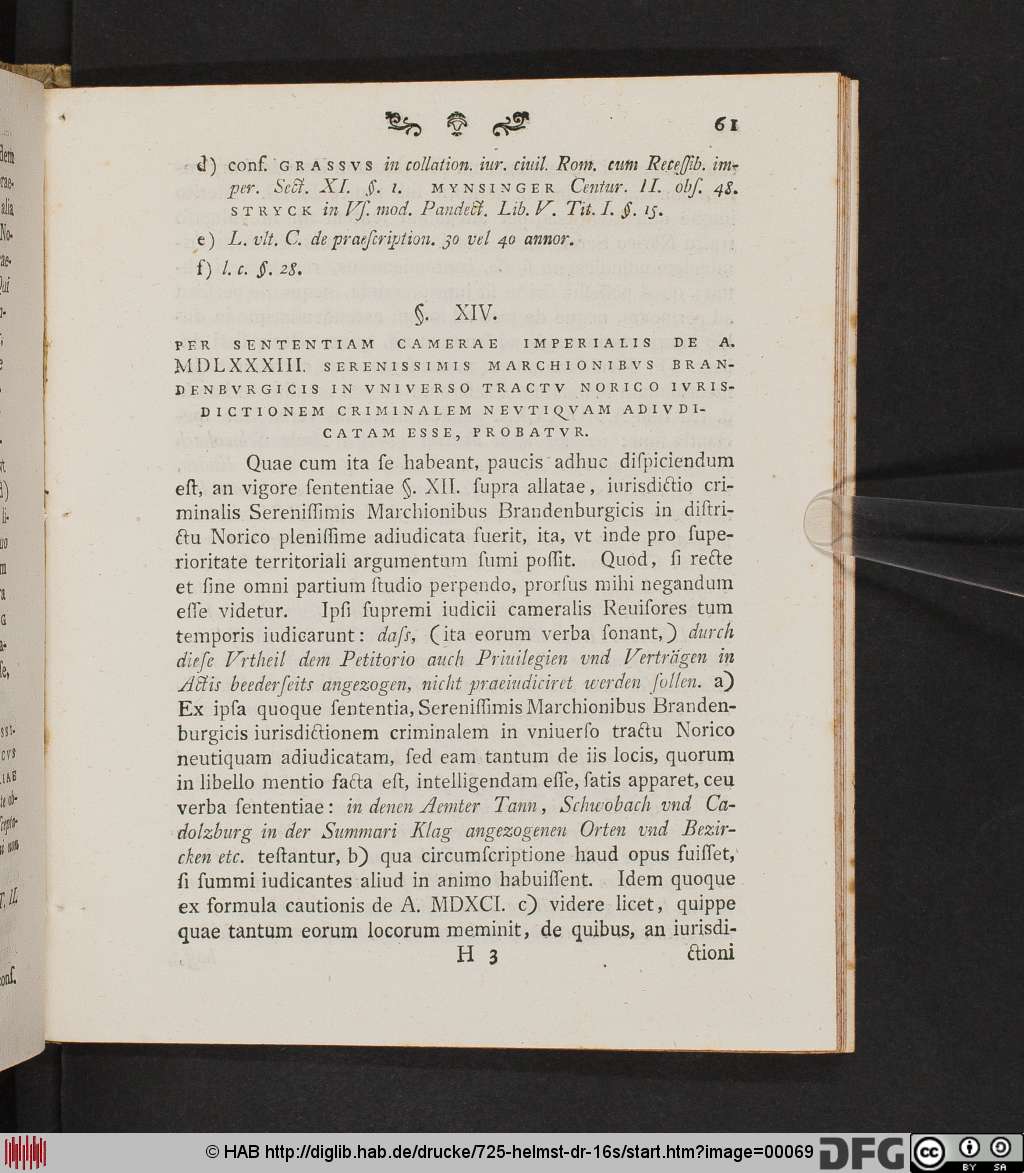 61
d) conf. GRASSVS in collation. iur. ciuil. Rom. cum Receſſib. im-
per. Sect. XI. §. 1. MYNSINGER Centur. II. obſ. 48.
STRYCK in Vſ. mod. Pandect. Lib. V. Tit. I. §. 15.
e) L. vlt. C. de praeſcription. 30 vel 40 annor.
f) l. c. §. 28.
§. XIV.
PER SENTENTIAM CAMERAE IMPERIALIS DE A.
MDLXXXIII. SERENISSIMIS MARCHIONIBVS BRAN-
DENBVRGICIS IN VNIVERSO TRACTV NORICO IVRIS-
DICTIONEM CRIMINALEM NEVTIQVAM ADIVDI-
CATAM ESSE, PROBATVR.
Quae cum ita ſe habeant, paucis adhuc diſpiciendum
eſt, an vigore ſententiae §. XII. ſupra allatae, iurisdictio cri-
minalis Sereniſſimis Marchionibus Brandenburgicis in diſtri-
ctu Norico pleniſſime adiudicata fuerit, ita, vt inde pro ſupe-
rioritate territoriali argumentum ſumi poſſit. Quod, ſi recte
et ſine omni partium ſtudio perpendo, prorſus mihi negandum
eſſe videtur. Ipſi ſupremi iudicii cameralis Reuiſores tum
temporis iudicarunt: daſs, (ita eorum verba ſonant,) durch
dieſe Vrtheil dem Petitorio auch Priuilegien vnd Verträgen in
Actis beederſeits angezogen, nicht praeiudiciret werden ſollen. a)
Ex ipſa quoque ſententia, Sereniſſimis Marchionibus Branden-
burgicis iurisdictionem criminalem in vniuerſo tractu Norico
neutiquam adiudicatam, ſed eam tantum de iis locis, quorum
in libello mentio facta eſt, intelligendam eſſe, ſatis apparet, ceu
verba ſententiae: in denen Aemter Tann, Schwobach vnd Ca-
dolzburg in der Summari Klag angezogenen Orten vnd Bezir-
cken etc. teſtantur, b) qua circumſcriptione haud opus fuiſſet,
ſi ſummi iudicantes aliud in animo habuiſſent. Idem quoque
ex formula cautionis de A. MDXCI. c) videre licet, quippe
quae tantum eorum locorum meminit, de quibus, an iurisdi-
H 3 ctioni
© HAB http://diglib.hab.de/drucke/725-helmst-dr-16s/start.htm?image=00069
DFG
cc BY SA